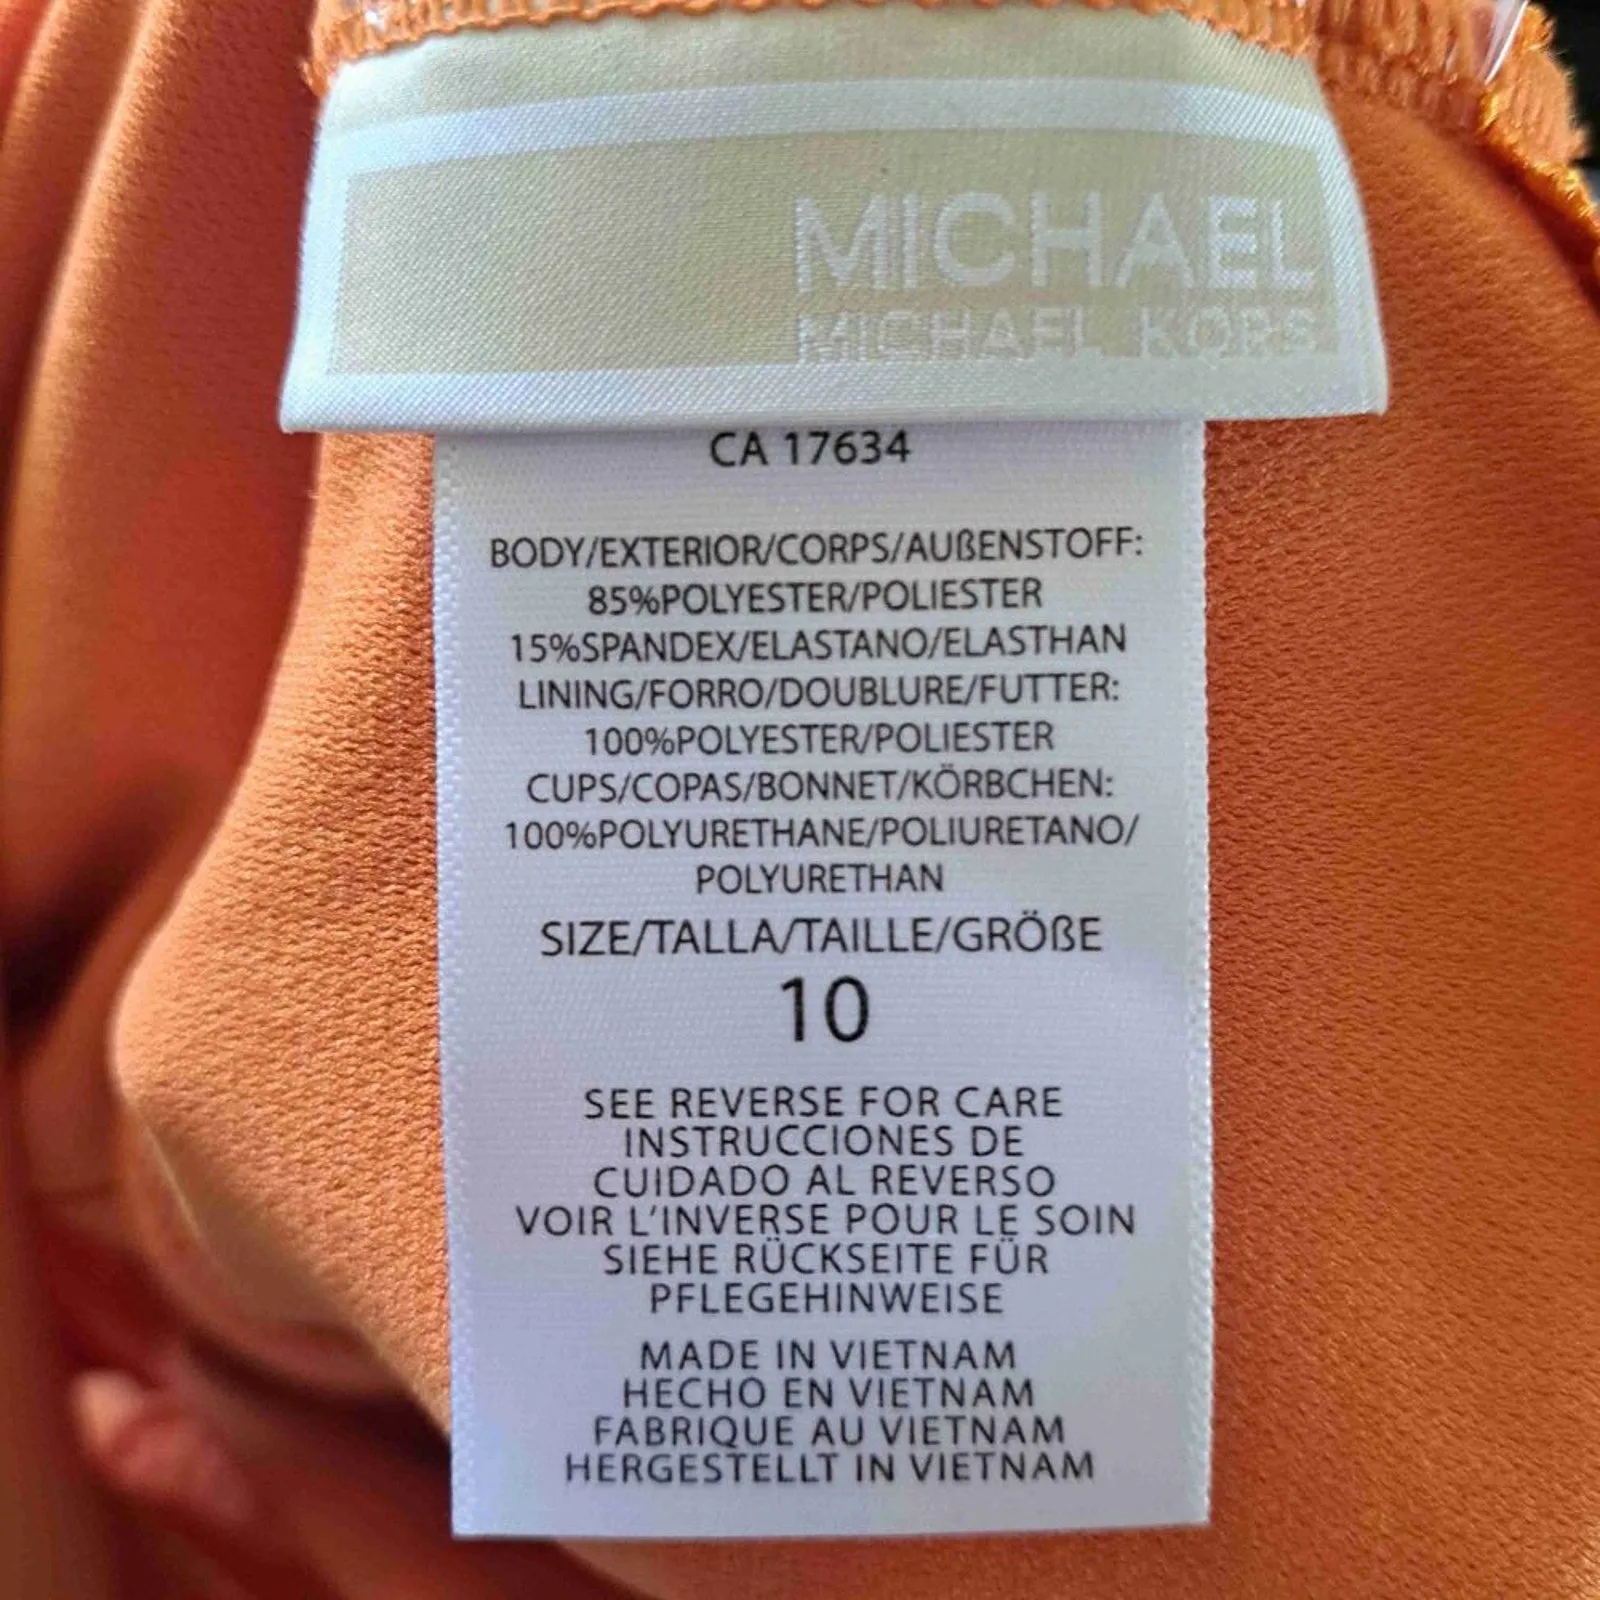 MICHAEL
MICHAEL KORS
CA 17634
BODY/EXTERIOR/CORPS/AUßENSTOFF:
85%POLYESTER/POLIESTER
15%SPANDEX/ELASTANO/ELASTHAN
LINING/FORRO/DOUBLURE/FUTTER:
100%POLYESTER/POLIESTER
CUPS/COPAS/BONNET/KÖRBCHEN:
100%POLYURETHANE/POLIURETANO/
POLYURETHAN
SIZE/TALLA/TAILLE/GRÖßE
10
SEE REVERSE FOR CARE
INSTRUCCIONES DE
CUIDADO AL REVERSO
VOIR L'INVERSE POUR LE SOIN
SIEHE RÜCKSEITE FÜR
PFLEGEHINWEISE
MADE IN VIETNAM
HECHO EN VIETNAM
FABRIQUE AU VIETNAM
HERGESTELLT IN VIETNAM